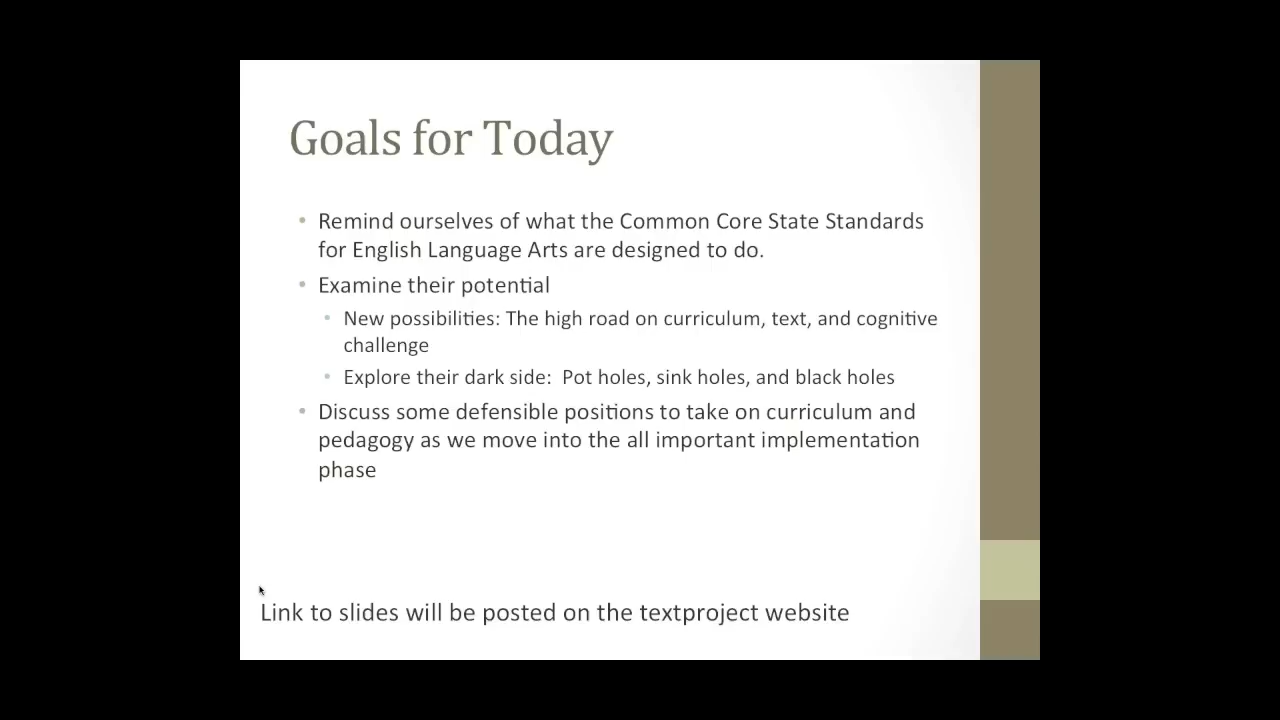 Goals for Today
• Remind ourselves of what the Common Core State Standards
for English Language Arts are designed to do.
• Examine their potential
• New possibilities: The high road on curriculum, text, and cognitive
challenge
• Explore their dark side:  Pot holes, sink holes, and black holes
• Discuss some defensible positions to take on curriculum and
pedagogy as we move into the all important implementation
phase
Link to slides will be posted on the textproject website